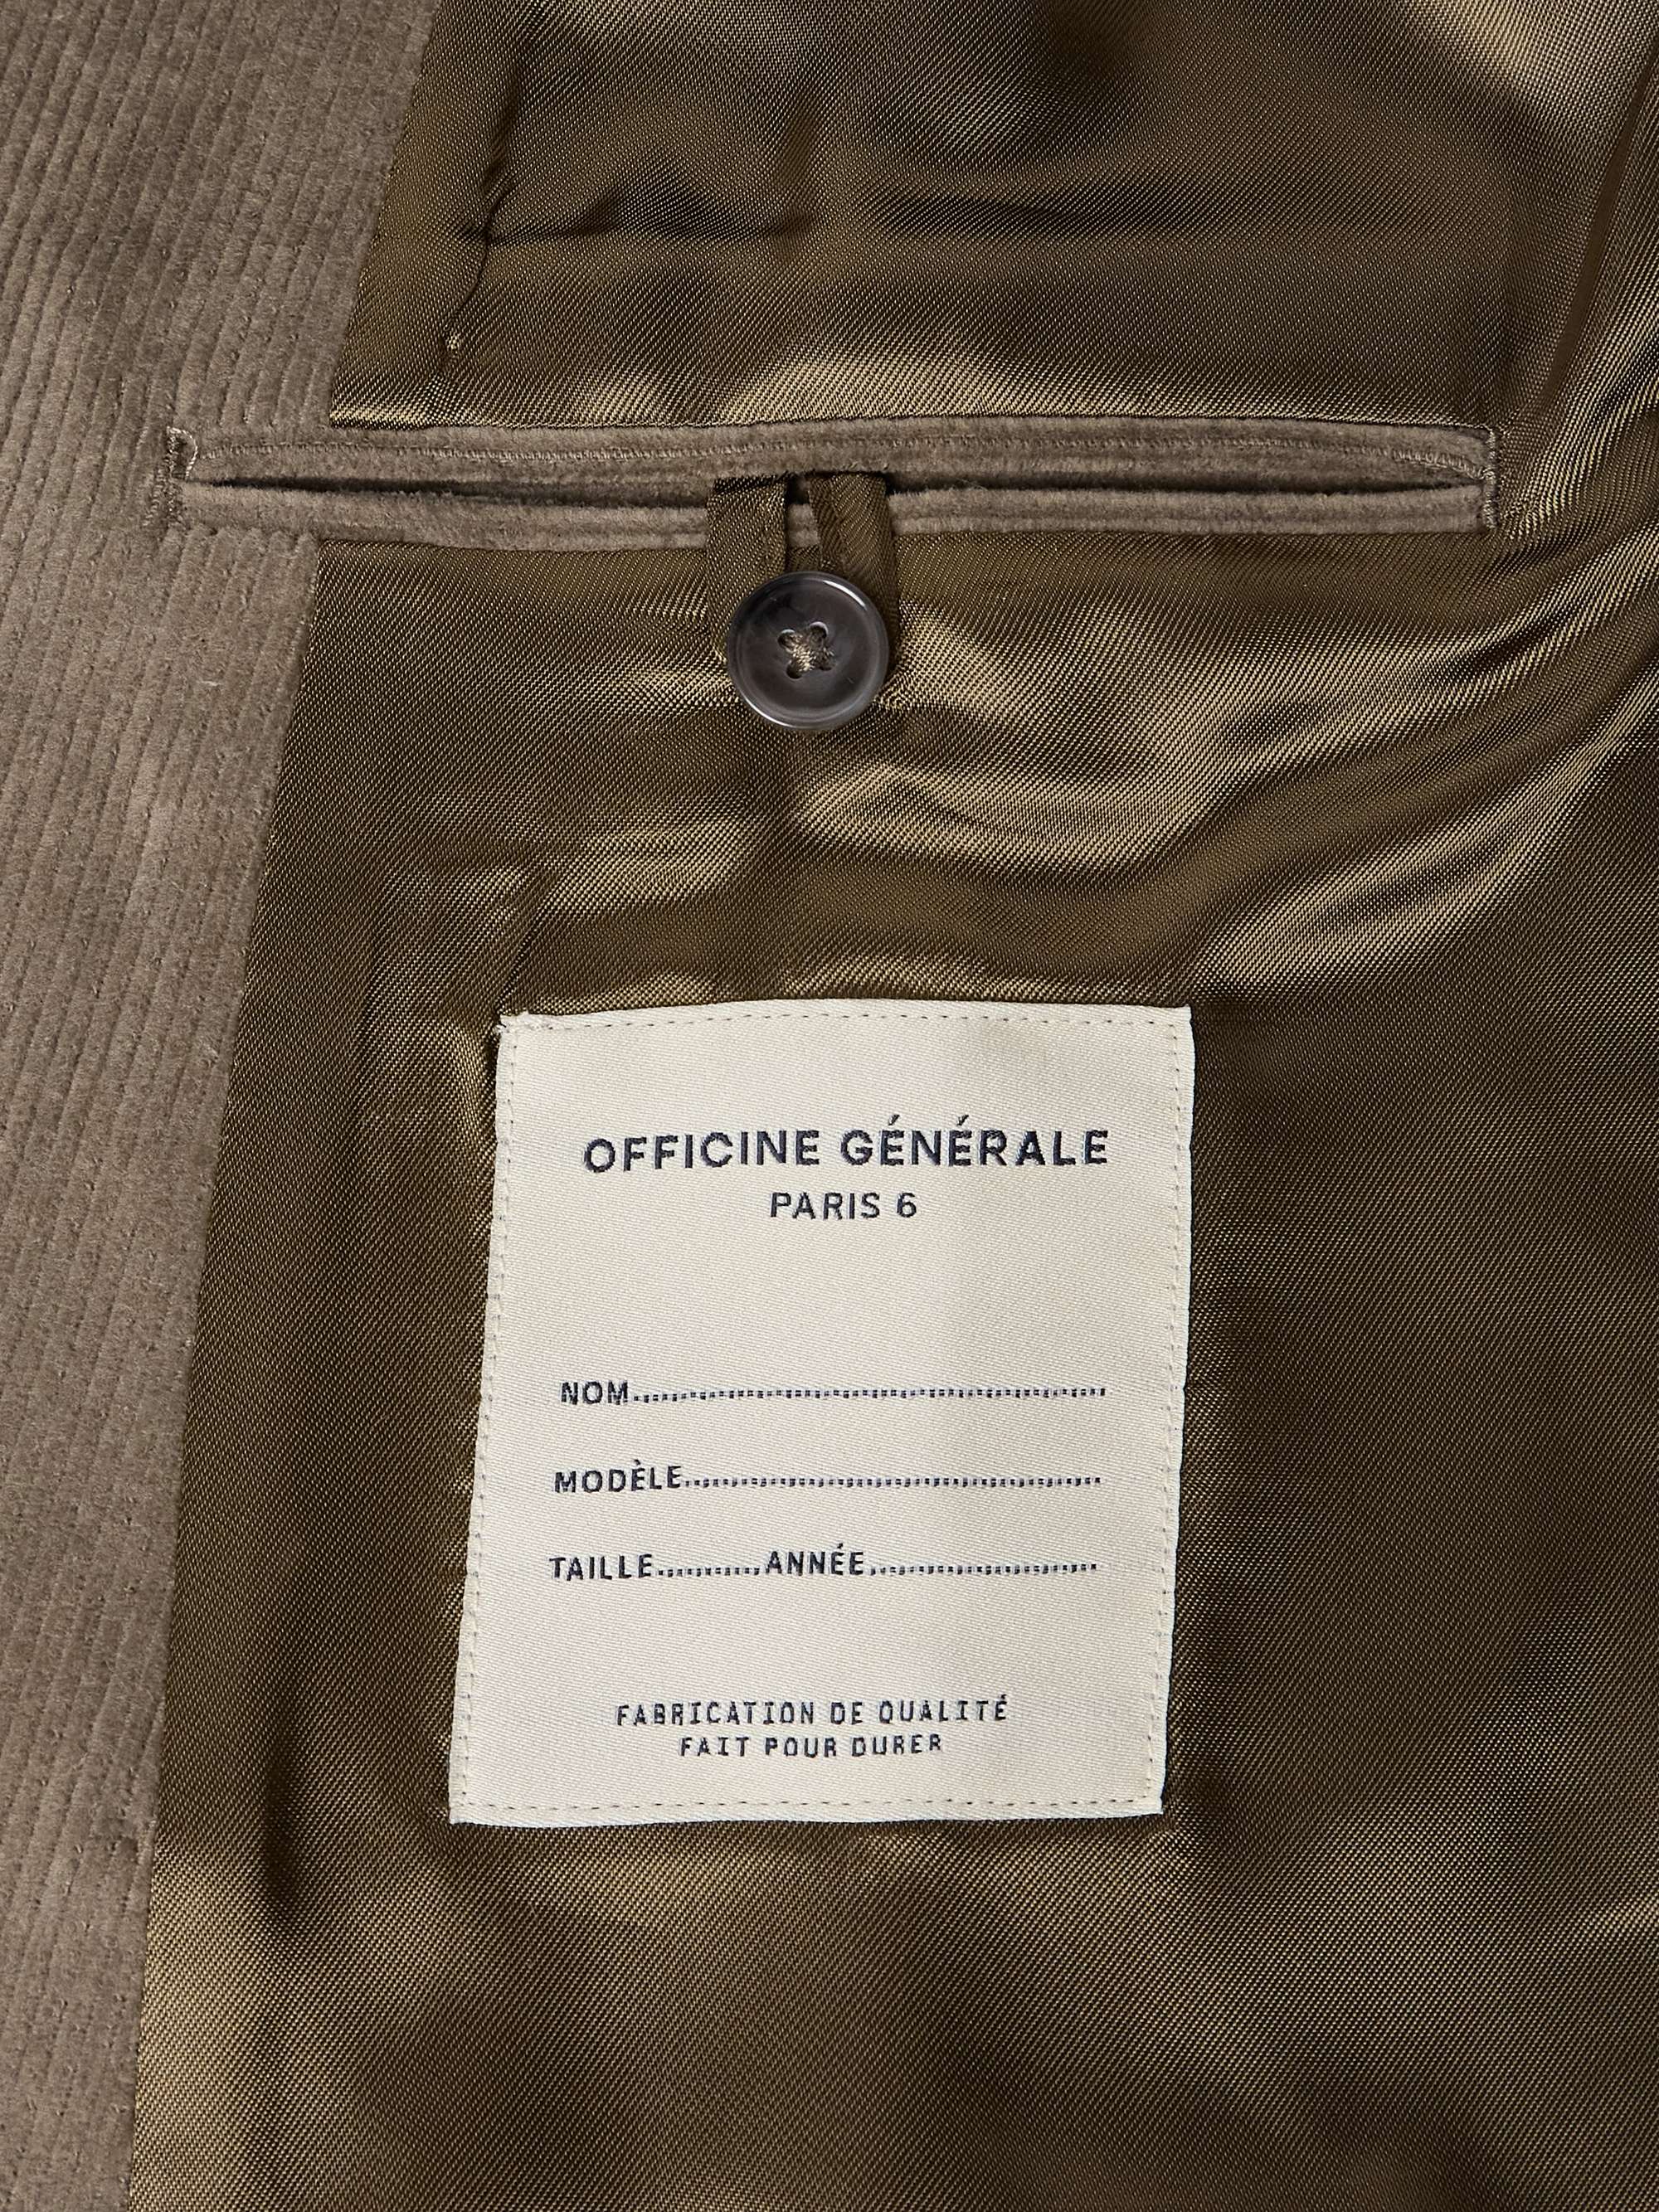 OFFICINE GÉNÉRALE
PARIS 6
NOM..............................
MODÈLE..............................
TAILLE..........ANNÉE....................
FABRICATION DE QUALITÉ
FAIT POUR DURER